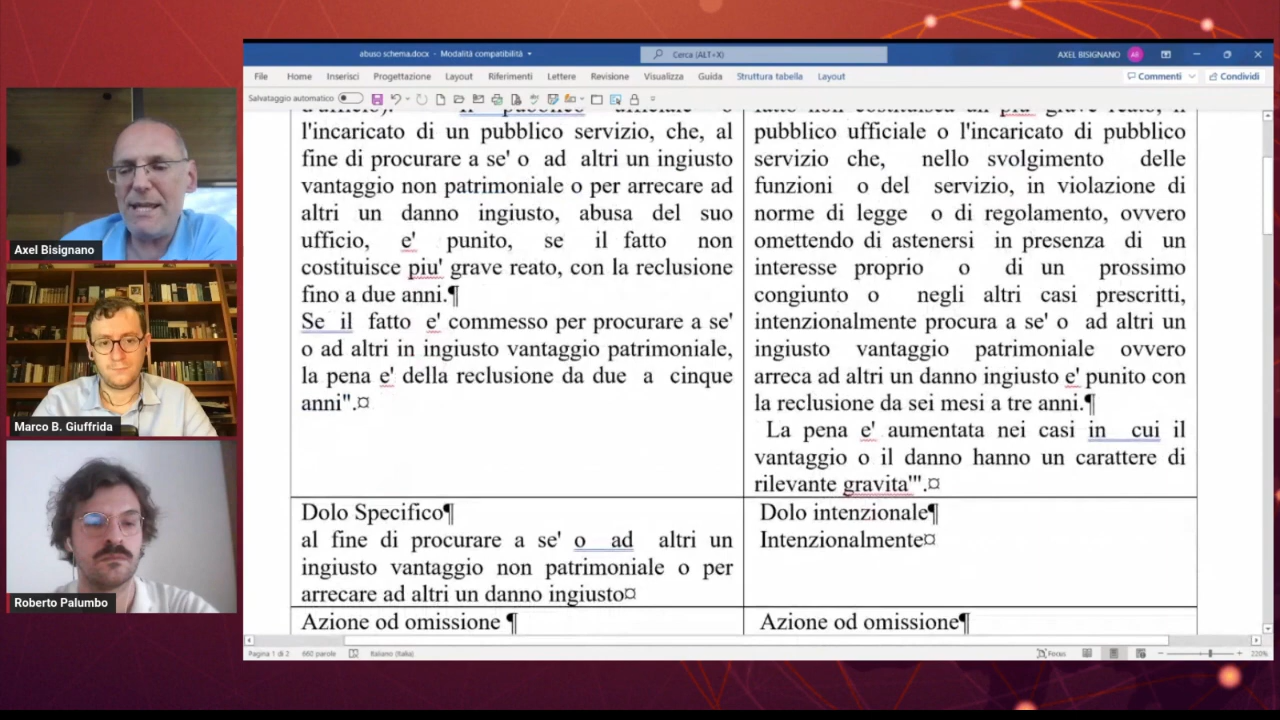 abuso schema.docx - Modalità compatibilità
Cerca (ALT+X)
AXEL BISIGNANO
File Home Inserisci Progettazione Layout Riferimenti Lettere Revisione Visualizza Guida Struttura tabella Layout Commenti Condividi
Salvataggio automatico
l'incaricato di un pubblico servizio, che, al
fine di procurare a se' o ad altri un ingiusto
vantaggio non patrimoniale o per arrecare ad
altri un danno ingiusto, abusa del suo
ufficio, e' punito, se il fatto non
costituisce piu' grave reato, con la reclusione
fino a due anni.¶
Se il fatto e' commesso per procurare a se'
o ad altri in ingiusto vantaggio patrimoniale,
la pena e' della reclusione da due a cinque
anni".¤
pubblico ufficiale o l'incaricato di pubblico
servizio che, nello svolgimento delle
funzioni o del servizio, in violazione di
norme di legge o di regolamento, ovvero
omettendo di astenersi in presenza di un
interesse proprio o di un prossimo
congiunto o negli altri casi prescritti,
intenzionalmente procura a se' o ad altri un
ingiusto vantaggio patrimoniale ovvero
arreca ad altri un danno ingiusto e' punito con
la reclusione da sei mesi a tre anni.¶
La pena e' aumentata nei casi in cui il
vantaggio o il danno hanno un carattere di
rilevante gravita'".¤
Dolo Specifico¶
al fine di procurare a se' o ad altri un
ingiusto vantaggio non patrimoniale o per
arrecare ad altri un danno ingiusto¤
Dolo intenzionale¶
Intenzionalmente¤
Azione od omissione ¶
Azione od omissione¶
Pagina 1 di 2 660 parole Italiano (Italia) Focus 220%
Axel Bisignano
Marco B. Giuffrida
Roberto Palumbo